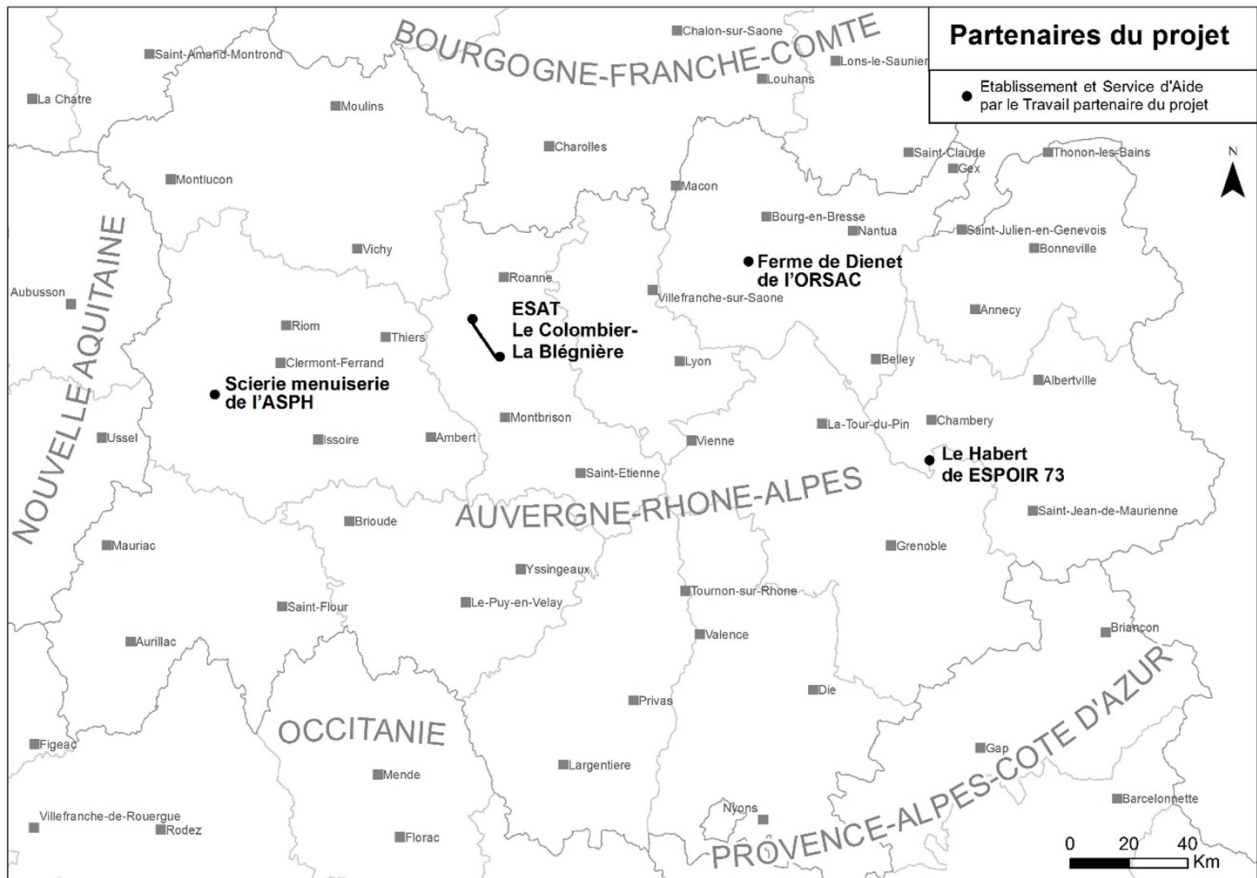 Partenaires du projet
Etablissement et Service d'Aide
par le Travail partenaire du projet
BOURGOGNE-FRANCHE-COMTE
Chalon-sur-Saone
Saint-Amand-Montrond
Lons-le-Saunier
Louhans
La Chatre
Moulins
Charolles
Saint-Claude
Thonon-les-Bains
Gex
N
Montlucon
Macon
Bourg-en-Bresse
Nantua
Saint-Julien-en-Genevois
Bonneville
Vichy
Ferme de Dienet
de l'ORSAC
Roanne
Villefranche-sur-Saone
Aubusson
NOUVELLE AQUITAINE
Annecy
ESAT
Le Colombier-
La Blégnière
Riom
Thiers
Clermont-Ferrand
Lyon
Belley
Albertville
Scierie menuiserie
de l'ASPH
Montbrison
La-Tour-du-Pin
Chambery
Ussel
Issoire
Ambert
Vienne
Le Habert
de ESPOIR 73
Saint-Etienne
AUVERGNE-RHONE-ALPES
Saint-Jean-de-Maurienne
Brioude
Mauriac
Grenoble
Yssingeaux
Tournon-sur-Rhone
Saint-Flour
Le-Puy-en-Velay
Aurillac
Valence
Briançon
Die
Privas
OCCITANIE
PROVENCE-ALPES-COTE D'AZUR
Figeac
Gap
Largentiere
Mende
Barcelonnette
Nyons
Villefranche-de-Rouergue
Rodez
Florac
0 20 40
Km